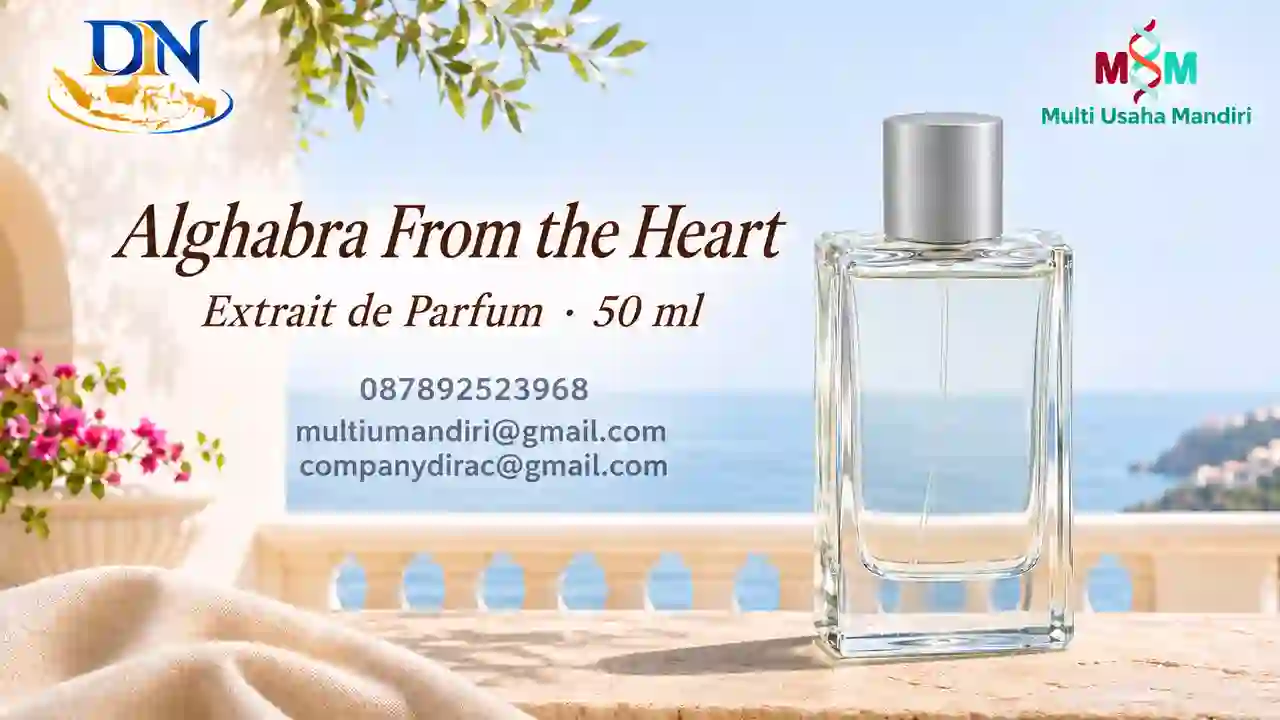 DN
MSM
Multi Usaha Mandiri
Alghabra From the Heart
Extrait de Parfum · 50 ml
087892523968
multiumandiri@gmail.com
companydirac@gmail.com